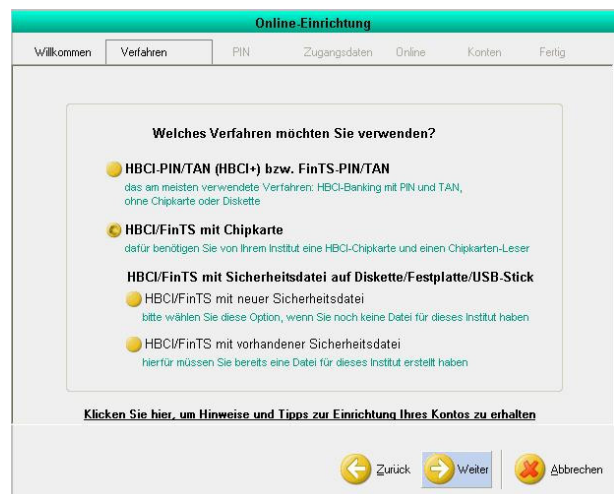 Online-Einrichtung
Willkommen Verfahren PIN Zugangsdaten Online Konten Fertig
Welches Verfahren möchten Sie verwenden?
HBCI-PIN/TAN (HBCI+) bzw. FinTS-PIN/TAN
das am meisten verwendete Verfahren: HBCI-Banking mit PIN und TAN,
ohne Chipkarte oder Diskette
HBCI/FinTS mit Chipkarte
dafür benötigen Sie von Ihrem Institut eine HBCI-Chipkarte und einen Chipkarten-Leser
HBCI/FinTS mit Sicherheitsdatei auf Diskette/Festplatte/USB-Stick
HBCI/FinTS mit neuer Sicherheitsdatei
bitte wählen Sie diese Option, wenn Sie noch keine Datei für dieses Institut haben
HBCI/FinTS mit vorhandener Sicherheitsdatei
hierfür müssen Sie bereits eine Datei für dieses Institut erstellt haben
Klicken Sie hier, um Hinweise und Tipps zur Einrichtung Ihres Kontos zu erhalten
Zurück Weiter Abbrechen